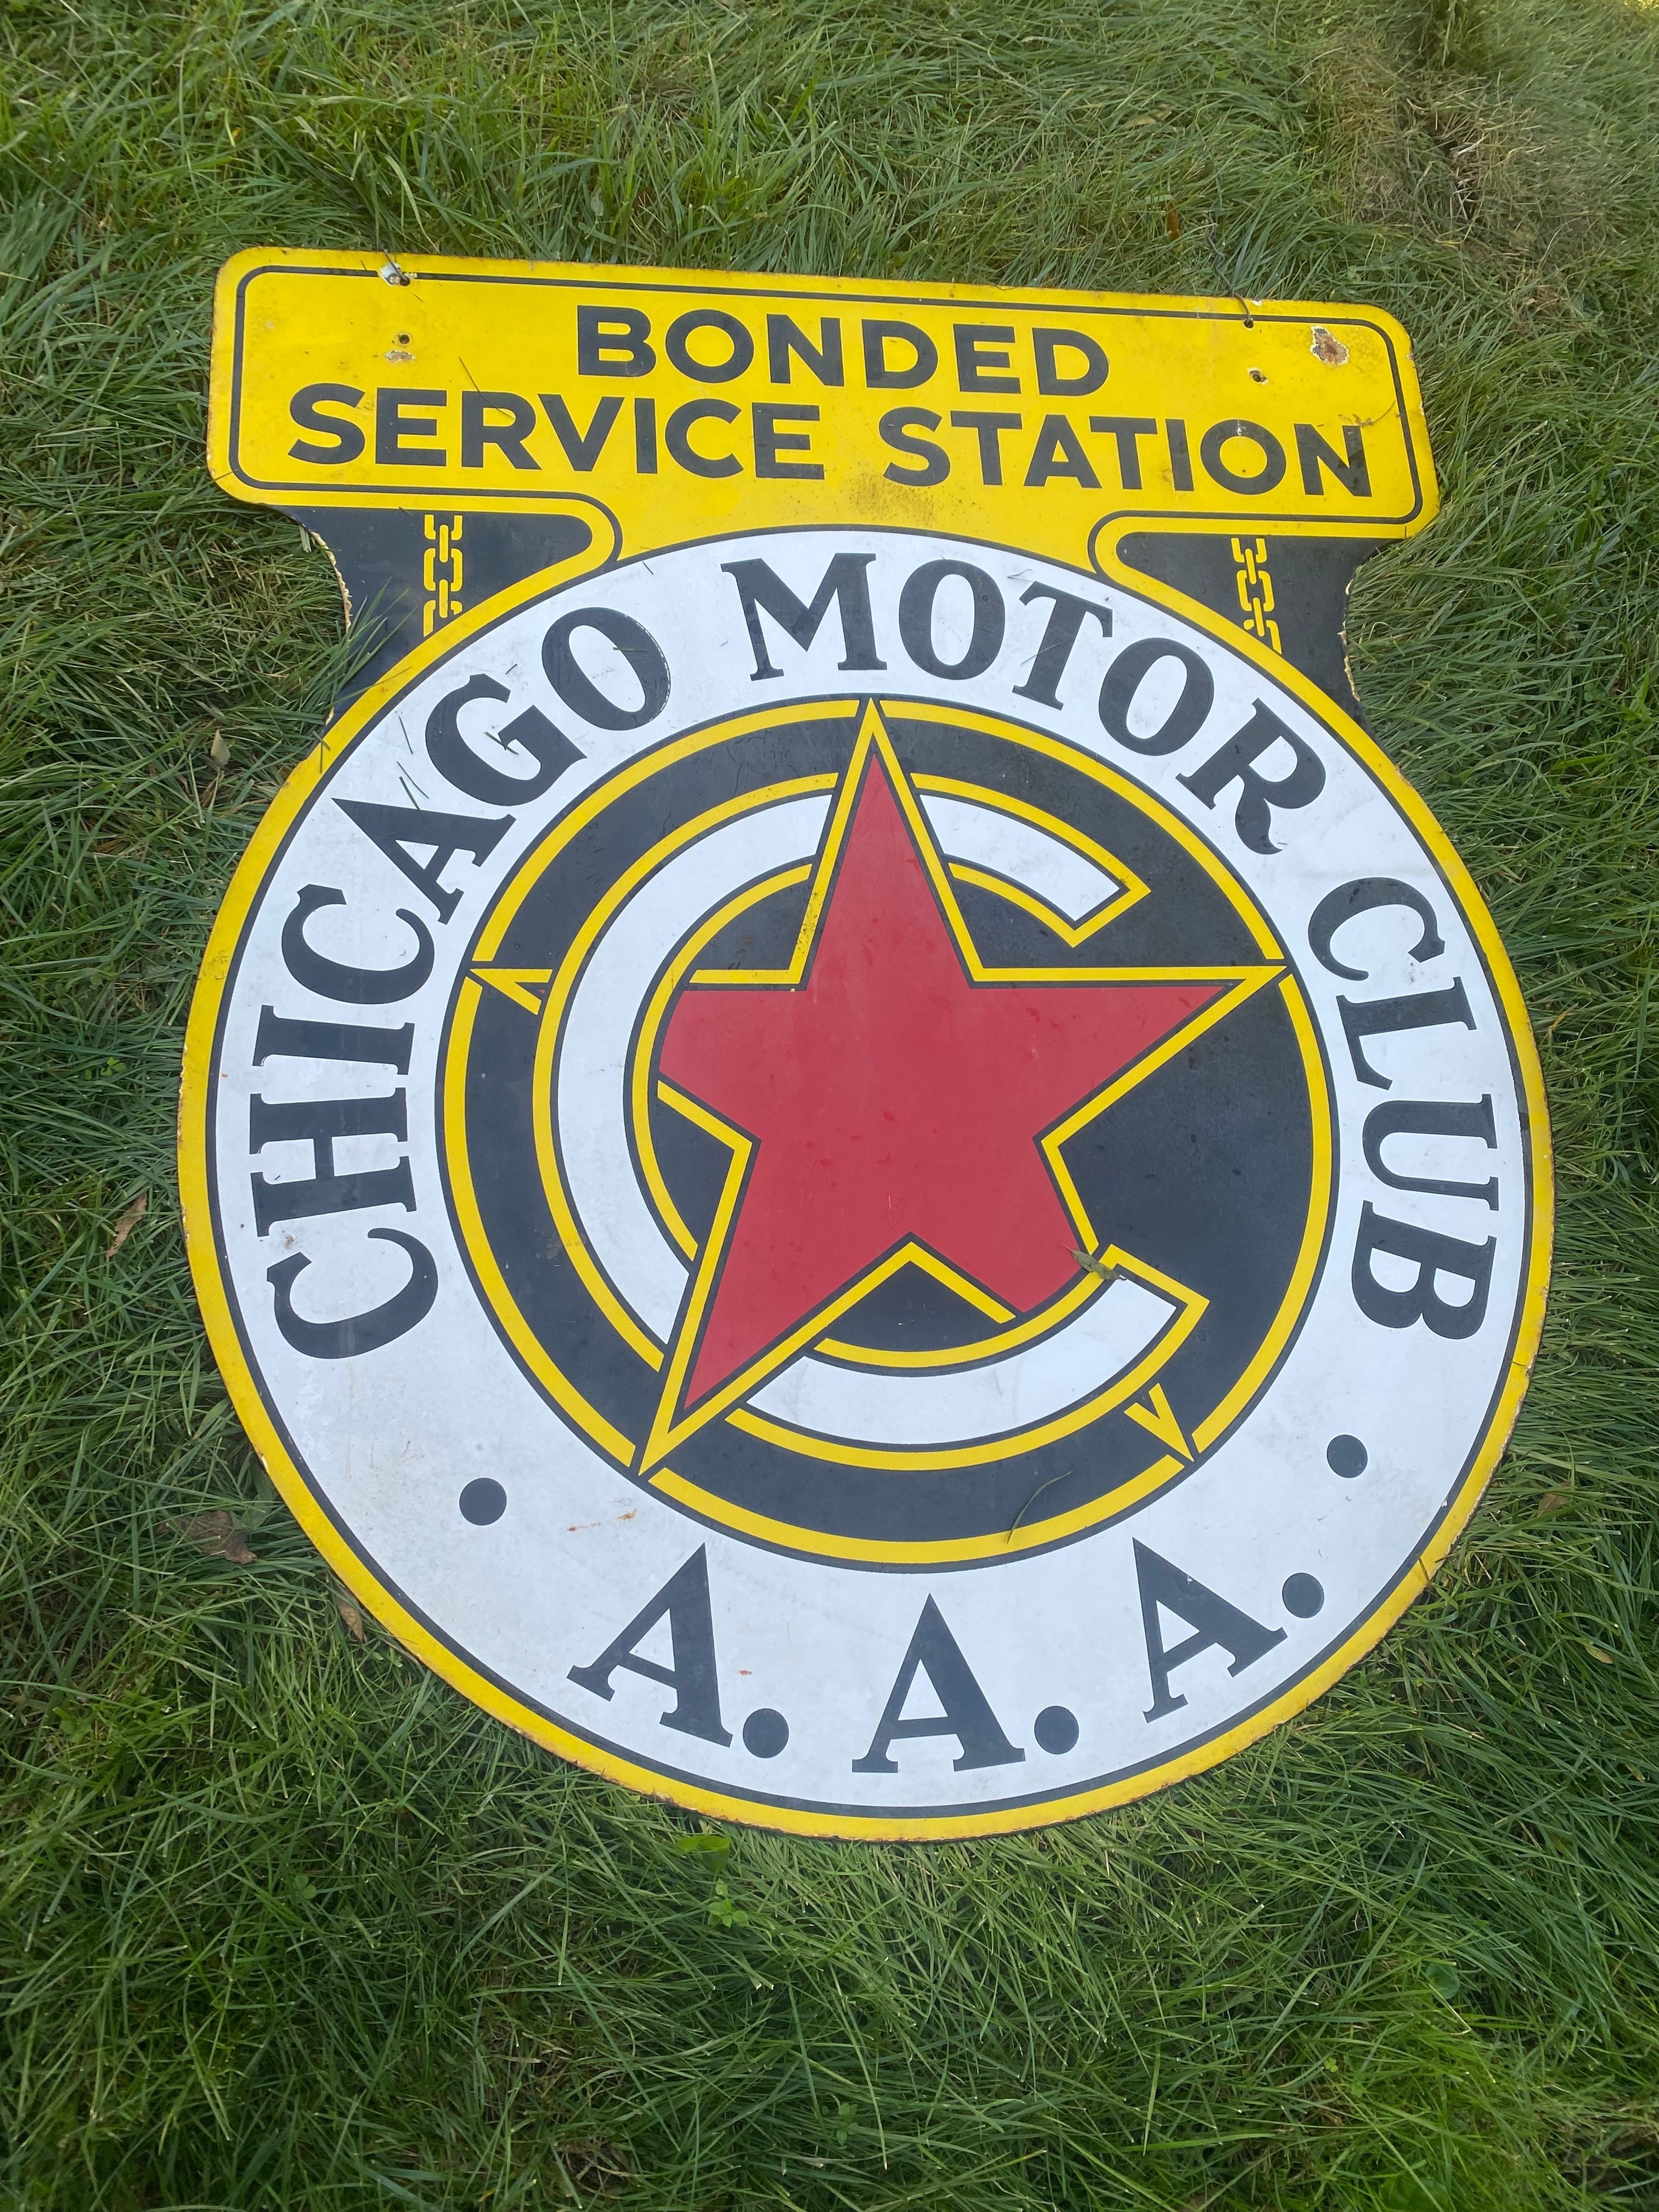 BONDED
SERVICE STATION
CHICAGO MOTOR CLUB
• A. A. A. •
C